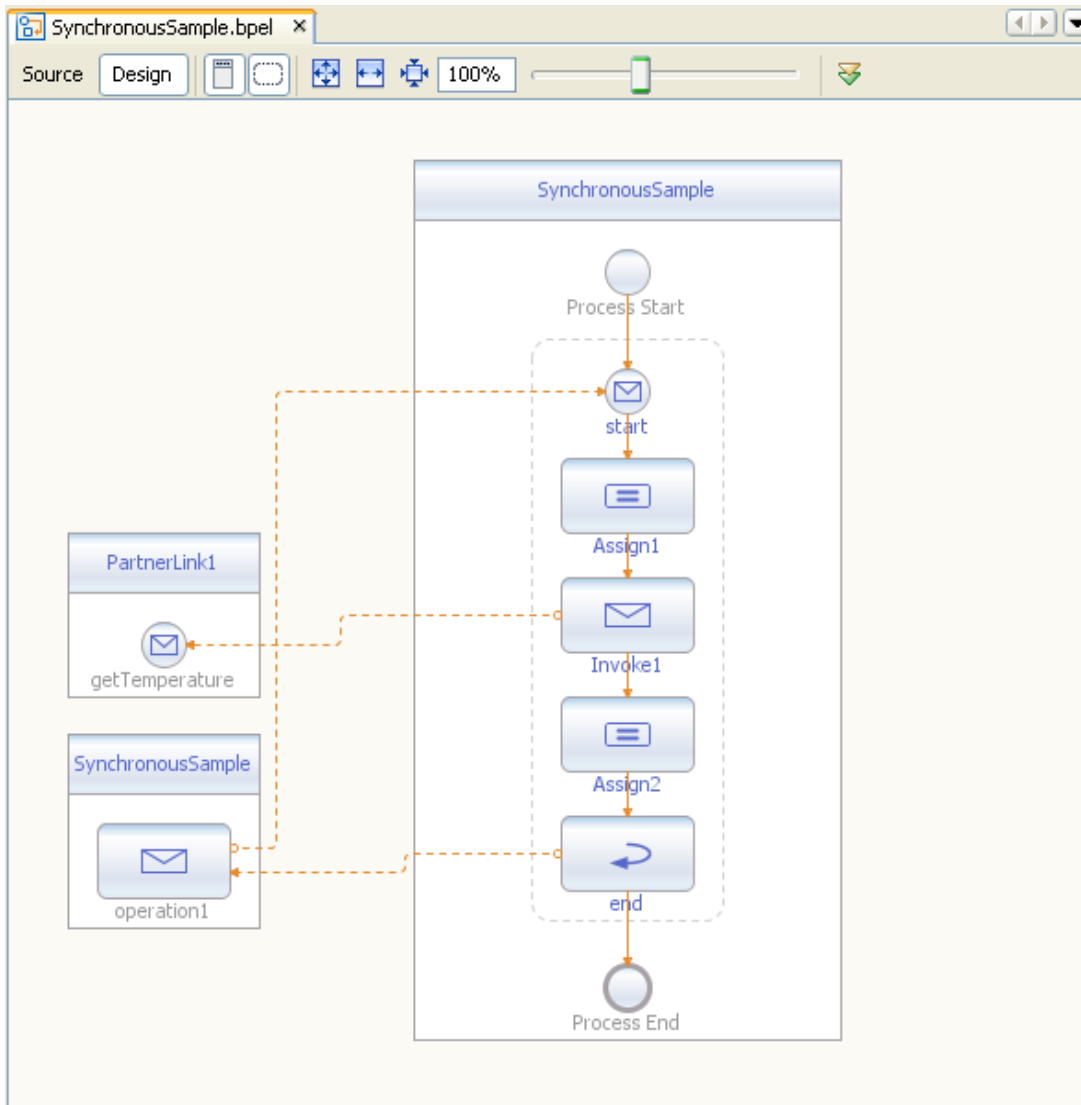 SynchronousSample.bpel
Source Design 100%
SynchronousSample
Process Start
start
Assign1
PartnerLink1
Invoke1
getTemperature
SynchronousSample
Assign2
operation1
end
Process End